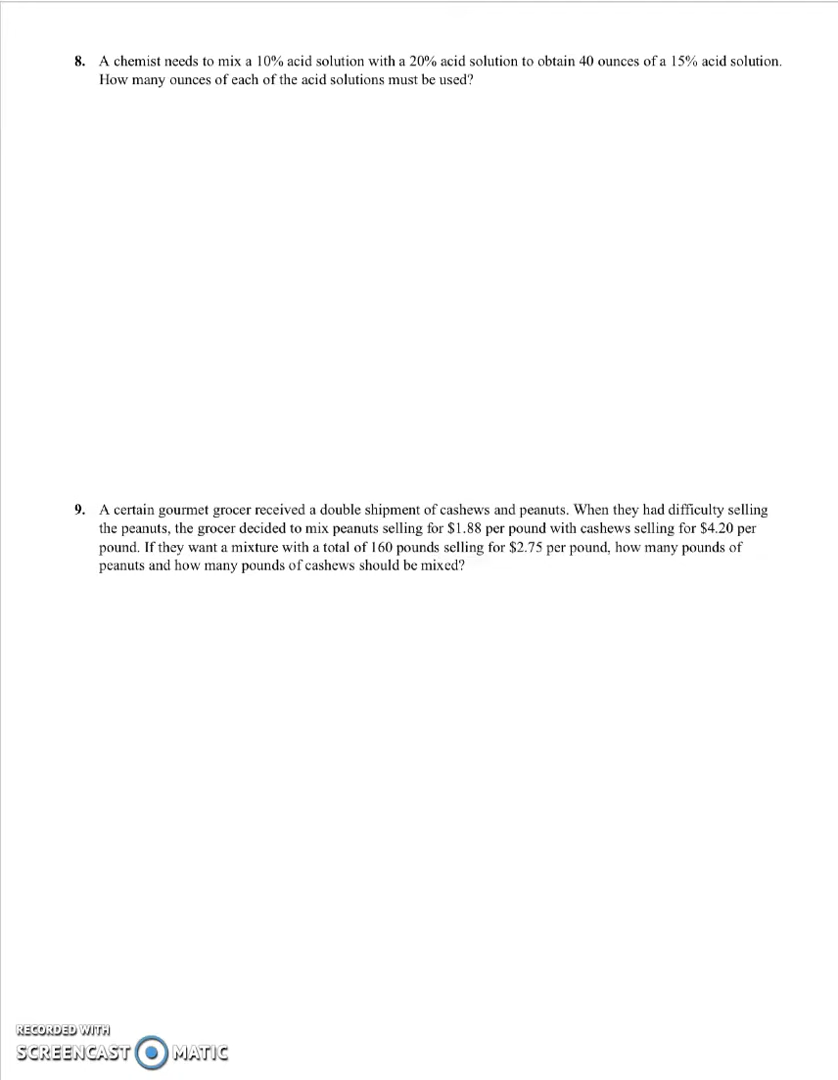 8. A chemist needs to mix a 10% acid solution with a 20% acid solution to obtain 40 ounces of a 15% acid solution.
How many ounces of each of the acid solutions must be used?
9. A certain gourmet grocer received a double shipment of cashews and peanuts. When they had difficulty selling
the peanuts, the grocer decided to mix peanuts selling for $1.88 per pound with cashews selling for $4.20 per
pound. If they want a mixture with a total of 160 pounds selling for $2.75 per pound, how many pounds of
peanuts and how many pounds of cashews should be mixed?
RECORDED WITH
SCREENCAST MATIC